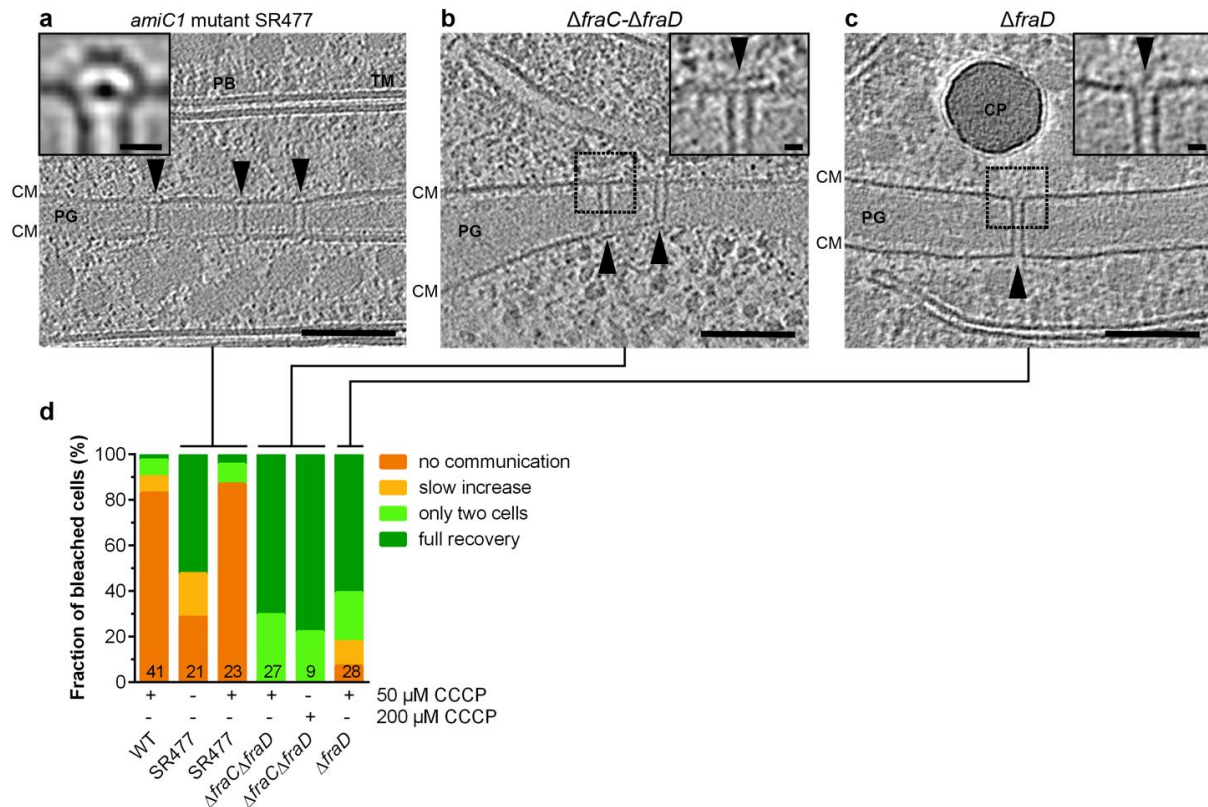 a
amiC1 mutant SR477
PB
TM
CM
PG
CM
b
ΔfraC-ΔfraD
PG
CM
CM
c
ΔfraD
CP
CM
PG
CM
d
Fraction of bleached cells (%)
100
80
60
40
20
0
41
21
23
27
9
28
no communication
slow increase
only two cells
full recovery
+ - + + - + 50 µM CCCP
- - - - + - 200 µM CCCP
WT
SR477
SR477
ΔfraCΔfraD
ΔfraCΔfraD
ΔfraD